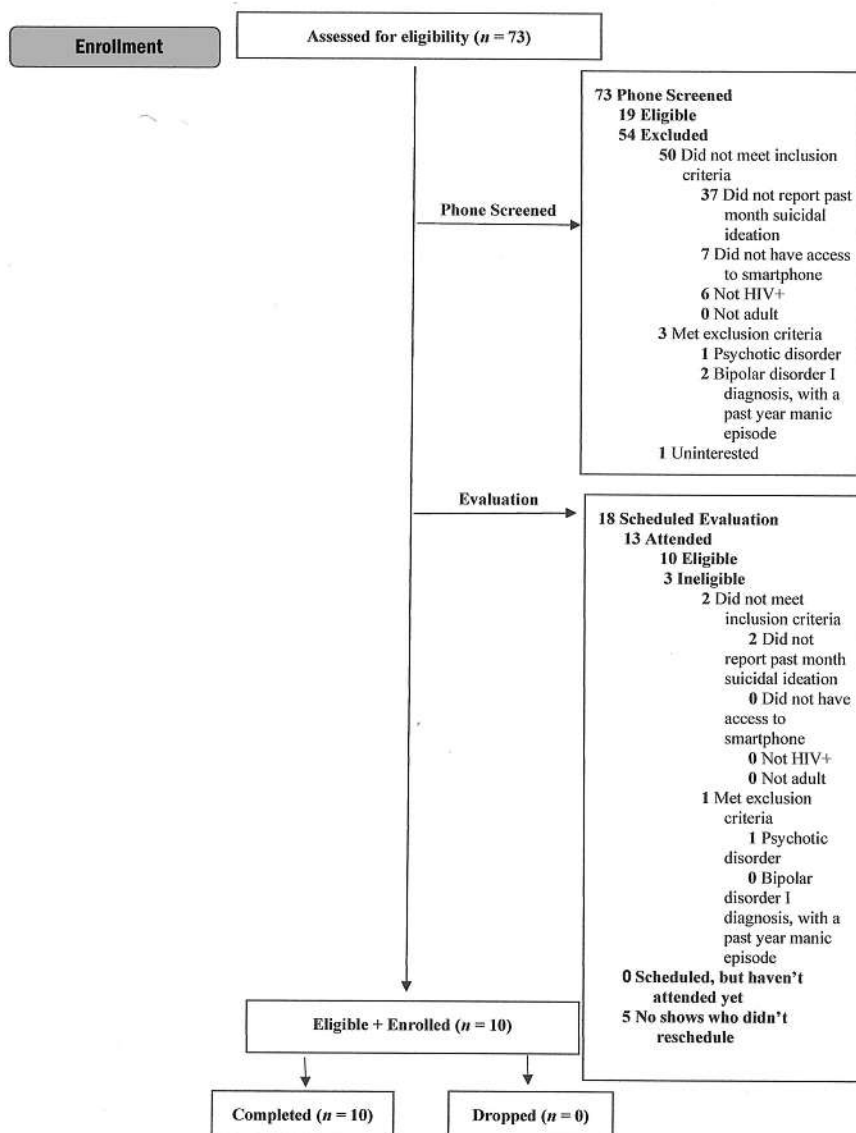 Enrollment
Assessed for eligibility (n = 73)
73 Phone Screened
19 Eligible
54 Excluded
50 Did not meet inclusion
criteria
37 Did not report past
month suicidal
ideation
7 Did not have access
to smartphone
6 Not HIV+
0 Not adult
3 Met exclusion criteria
1 Psychotic disorder
2 Bipolar disorder I
diagnosis, with a
past year manic
episode
1 Uninterested
Phone Screened
Evaluation
18 Scheduled Evaluation
13 Attended
10 Eligible
3 Ineligible
2 Did not meet
inclusion criteria
2 Did not
report past month
suicidal ideation
0 Did not have
access to
smartphone
0 Not HIV+
0 Not adult
1 Met exclusion
criteria
1 Psychotic
disorder
0 Bipolar
disorder I
diagnosis, with a
past year manic
episode
0 Scheduled, but haven't
attended yet
5 No shows who didn't
reschedule
Eligible + Enrolled (n = 10)
Completed (n = 10)
Dropped (n = 0)